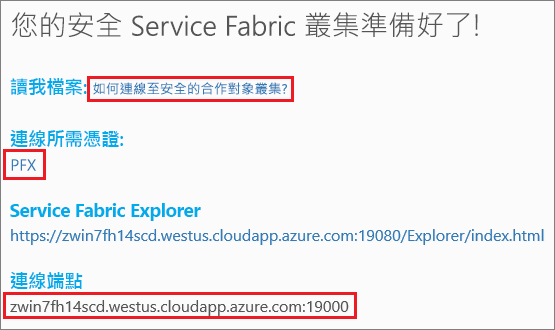 您的安全 Service Fabric 叢集準備好了!
讀我檔案: 如何連線至安全的合作對象叢集?
連線所需憑證:
PFX
Service Fabric Explorer
https://zwin7fh14scd.westus.cloudapp.azure.com:19080/Explorer/index.html
連線端點
zwin7fh14scd.westus.cloudapp.azure.com:19000